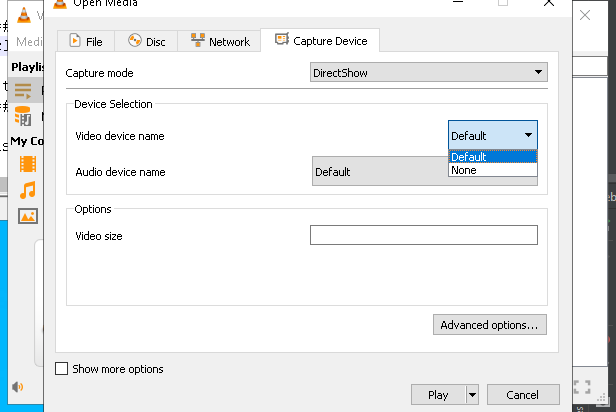 Open Media
##
V
Medi
File
Disc
Network
Capture Device
Playlis
Capture mode
DirectShow
t
##
Device Selection
My Co
Video device name
Default
Default
None
Audio device name
Default
Options
Video size
Advanced options...
Show more options
Play
Cancel